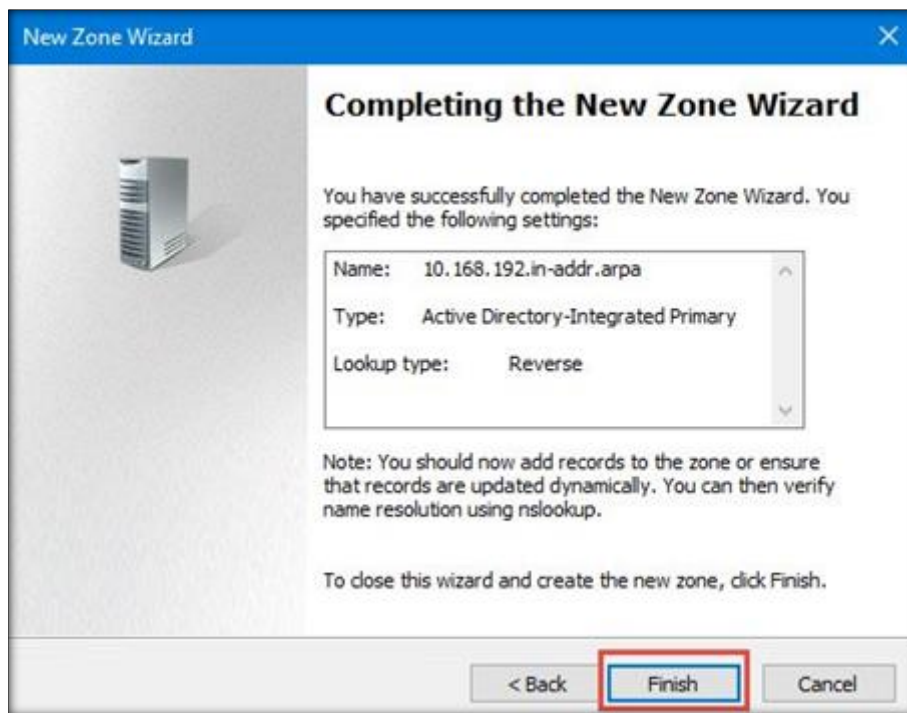 New Zone Wizard
Completing the New Zone Wizard
You have successfully completed the New Zone Wizard. You
specified the following settings:
Name: 10.168.192.in-addr.arpa
Type: Active Directory-Integrated Primary
Lookup type: Reverse
Note: You should now add records to the zone or ensure
that records are updated dynamically. You can then verify
name resolution using nslookup.
To close this wizard and create the new zone, click Finish.
< Back Finish Cancel